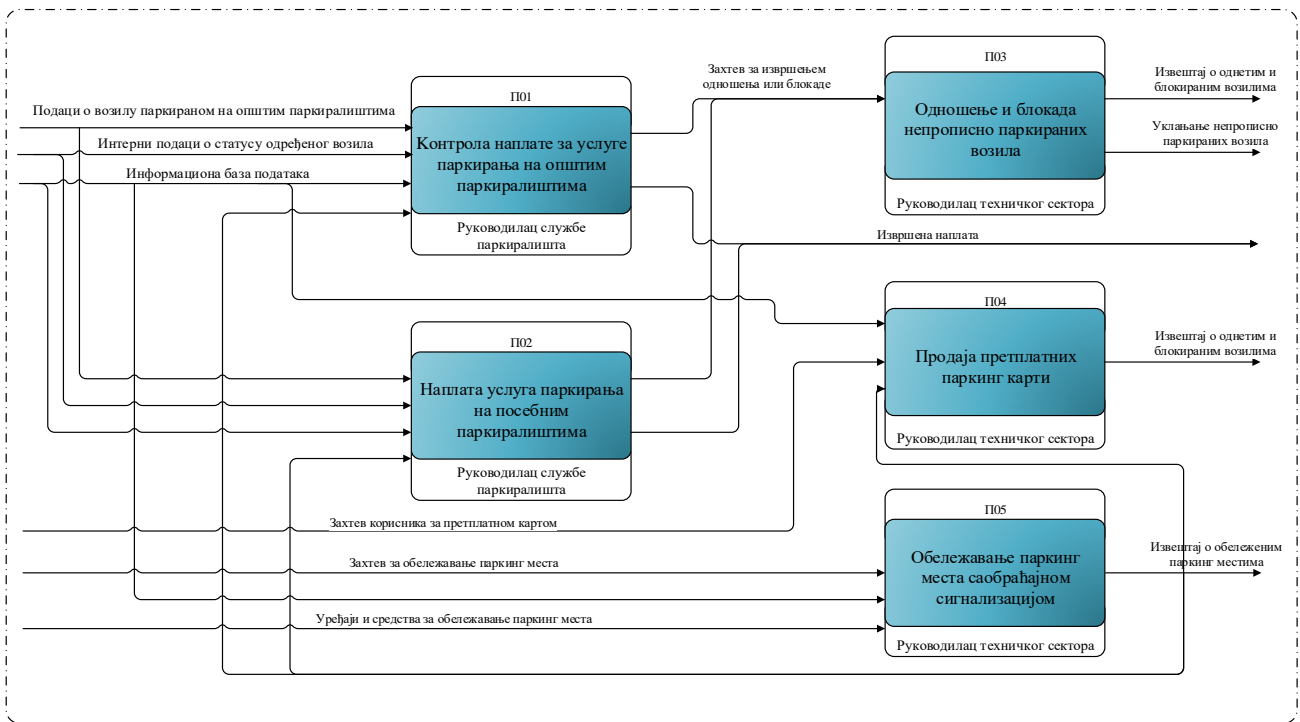 Подаци о возилу паркираном на општим паркиралиштима
Интерни подаци о статусу одређеног возила
Информациона база података
П01
Контрола наплате за услуге
паркирања на општим
паркиралиштима
Руководилац службе
паркиралишта
Захтев за извршењем
одношења или блокаде
П03
Одношење и блокада
непрописно паркираних
возила
Руководилац техничког сектора
Извештај о однетим и
блокираним возилима
Уклањање непрописно
паркираних возила
Извршена наплата
П02
Наплата услуга паркирања
на посебним
паркиралиштима
Руководилац службе
паркиралишта
П04
Продаја претплатних
паркинг карти
Руководилац техничког сектора
Извештај о однетим и
блокираним возилима
Захтев корисника за претплатном картом
Захтев за обележавање паркинг места
Уређаји и средства за обележавање паркинг места
П05
Обележавање паркинг
места саобраћајном
сигнализацијом
Руководилац техничког сектора
Извештај о обележеним
паркинг местима